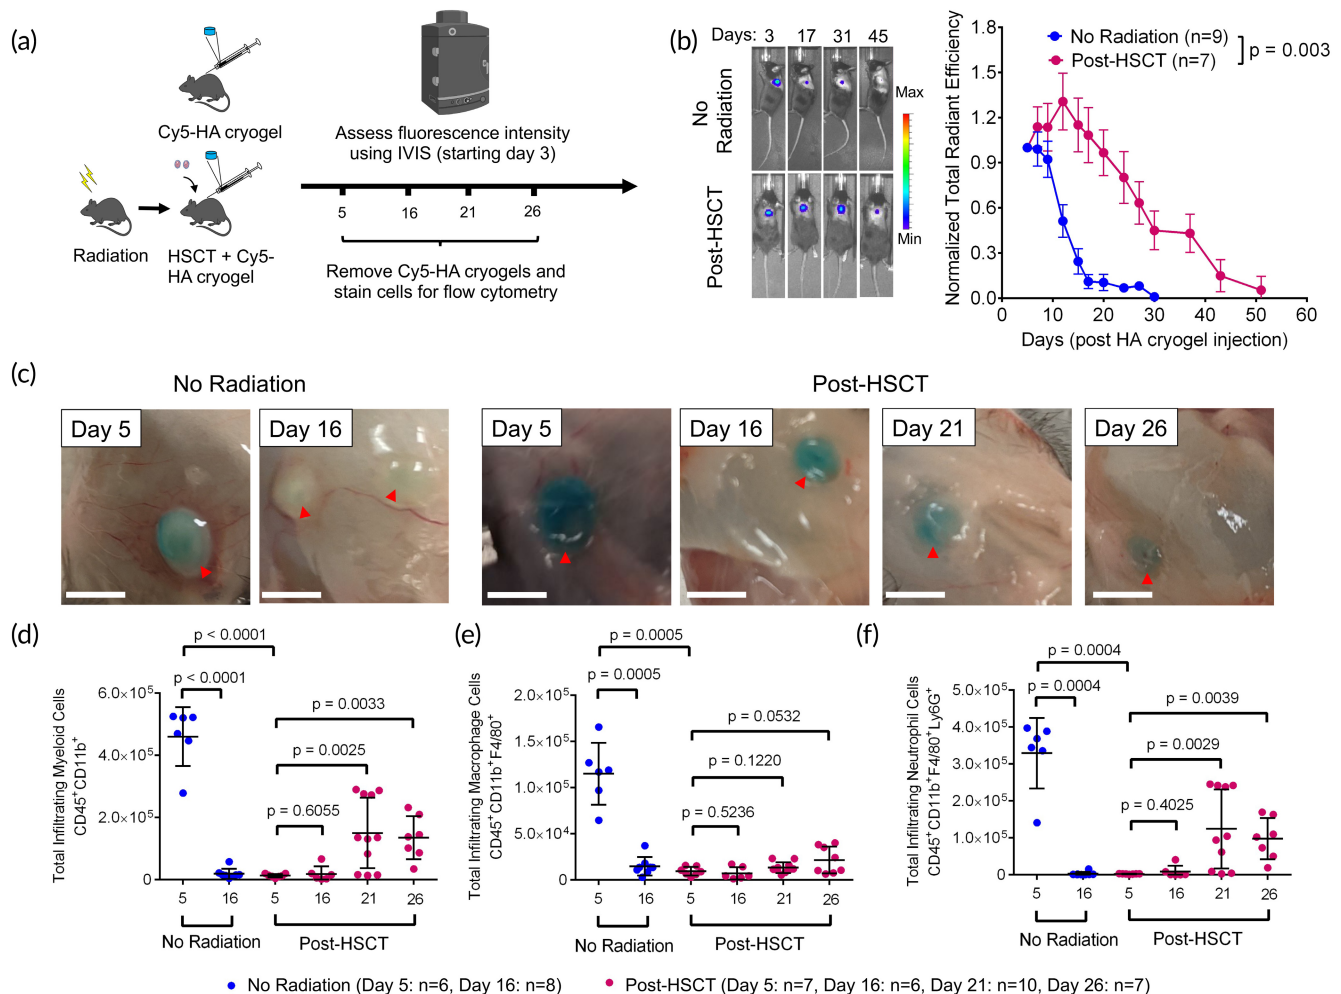 (a)
Cy5-HA cryogel
Radiation
HSCT + Cy5-
HA cryogel
Assess fluorescence intensity
using IVIS (starting day 3)
5 16 21 26
Remove Cy5-HA cryogels and
stain cells for flow cytometry
(b)
Days: 3 17 31 45
No
Radiation
Post-HSCT
Max
Min
Normalized Total Radiant Efficiency
1.8
1.5
1.2
0.9
0.6
0.3
0.0
0 10 20 30 40 50 60
Days (post HA cryogel injection)
No Radiation (n=9)
Post-HSCT (n=7)
p = 0.003
(c)
No Radiation
Post-HSCT
Day 5
Day 16
Day 5
Day 16
Day 21
Day 26
(d)
Total Infiltrating Myeloid Cells
CD45⁺CD11b⁺
6.0×10⁵
4.0×10⁵
2.0×10⁵
0
p < 0.0001
p < 0.0001
p = 0.0033
p = 0.0025
p = 0.6055
5 16 5 16 21 26
No Radiation
Post-HSCT
(e)
Total Infiltrating Macrophage Cells
CD45⁺CD11b⁺F4/80⁺
2.0×10⁵
1.5×10⁵
1.0×10⁵
5.0×10⁴
0
p = 0.0005
p = 0.0005
p = 0.0532
p = 0.1220
p = 0.5236
5 16 5 16 21 26
No Radiation
Post-HSCT
(f)
Total Infiltrating Neutrophil Cells
CD45⁺CD11b⁺F4/80⁺Ly6G⁺
5.0×10⁵
4.0×10⁵
3.0×10⁵
2.0×10⁵
1.0×10⁵
0
p = 0.0004
p = 0.0004
p = 0.0039
p = 0.0029
p = 0.4025
5 16 5 16 21 26
No Radiation
Post-HSCT
No Radiation (Day 5: n=6, Day 16: n=8)
Post-HSCT (Day 5: n=7, Day 16: n=6, Day 21: n=10, Day 26: n=7)